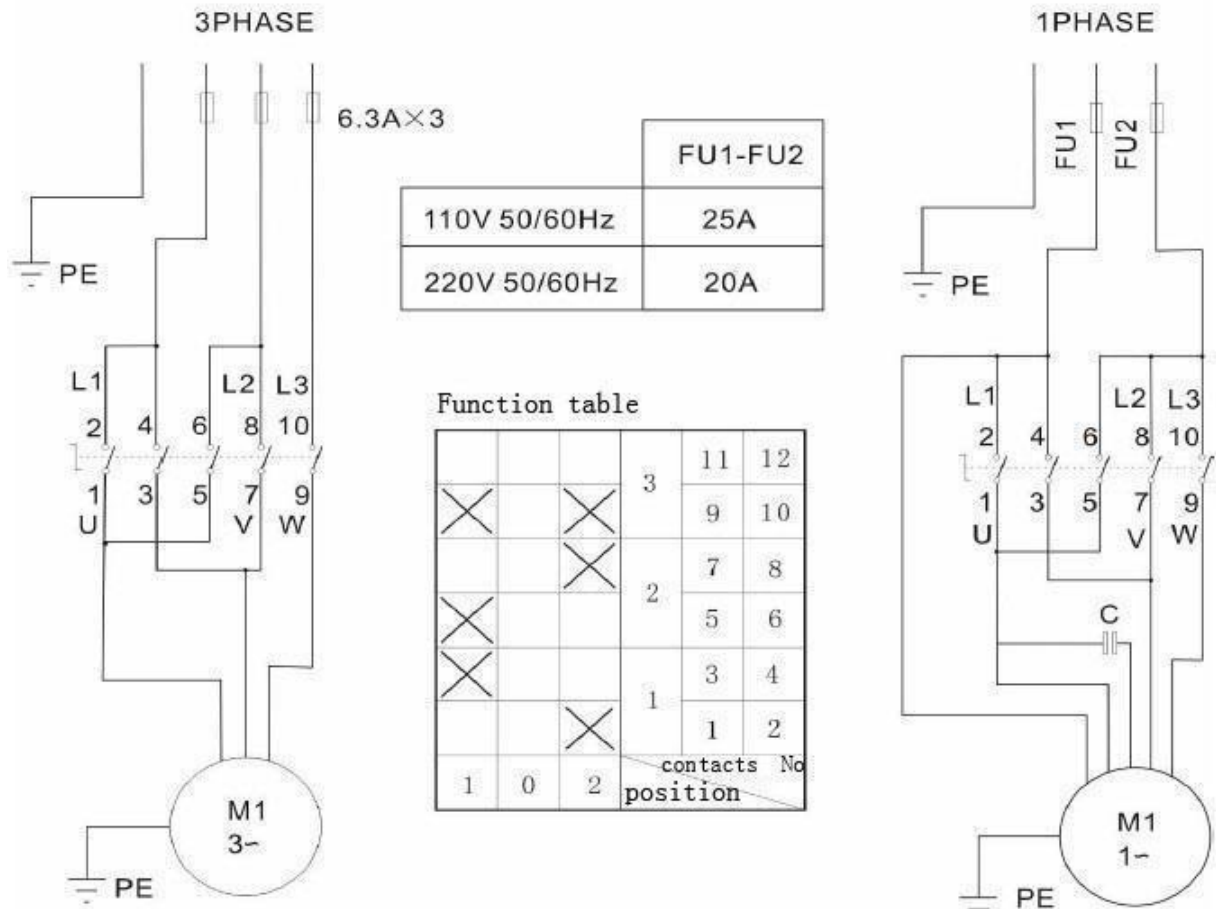 3PHASE
6.3A×3
PE
L1 L2 L3
2 4 6 8 10
1 3 5 7 9
U V W
M1
3~
PE
FU1-FU2
110V 50/60Hz 25A
220V 50/60Hz 20A
Function table
3 11 12
9 10
2 7 8
5 6
1 3 4
1 2
contacts No
1 0 2 position
1PHASE
FU1 FU2
PE
L1 L2 L3
2 4 6 8 10
1 3 5 7 9
U V W
C
M1
1~
PE